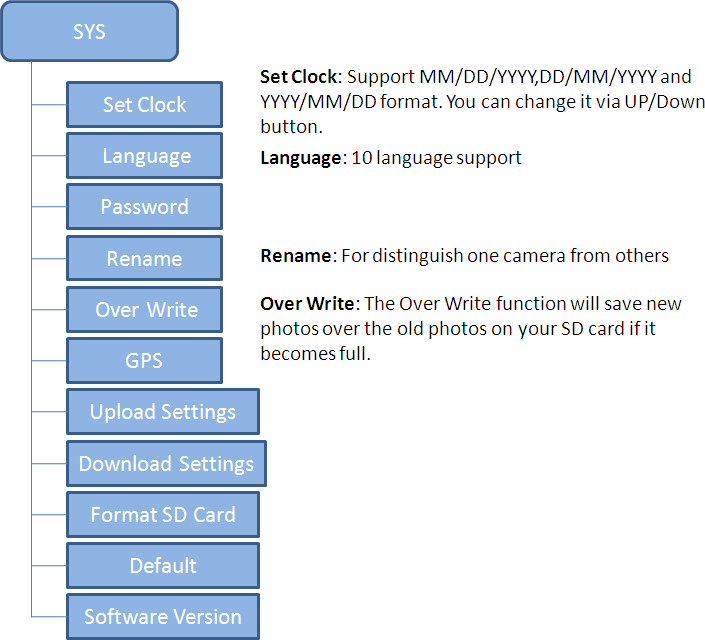 SYS
Set Clock
Set Clock: Support MM/DD/YYYY,DD/MM/YYYY and
YYYY/MM/DD format. You can change it via UP/Down
button.
Language
Language: 10 language support
Password
Rename
Rename: For distinguish one camera from others
Over Write
Over Write: The Over Write function will save new
photos over the old photos on your SD card if it
becomes full.
GPS
Upload Settings
Download Settings
Format SD Card
Default
Software Version